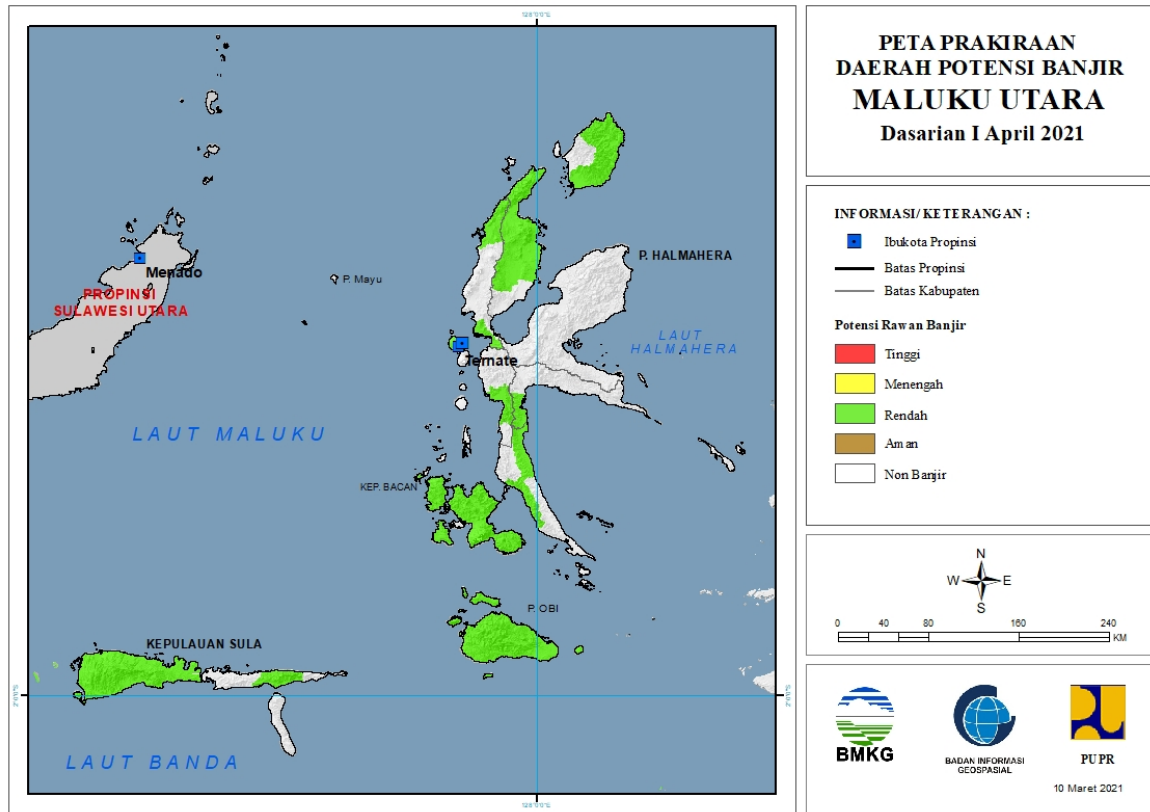 PETA PRAKIRAAN
DAERAH POTENSI BANJIR
MALUKU UTARA
Dasarian I April 2021
INFORMASI/ KETERANGAN :
Ibukota Propinsi
Batas Propinsi
Batas Kabupaten
Potensi Rawan Banjir
Tinggi
Menengah
Rendah
Aman
Non Banjir
N
W E
S
0 40 80 160 240
KM
BMKG
BADAN INFORMASI
GEOSPASIAL
PUPR
10 Maret 2021
Menado
PROPINSI
SULAWESI UTARA
P. Mayu
P. HALMAHERA
LAUT
HALMAHERA
Ternate
LAUT MALUKU
KEP. BACAN
P. OBI
KEPULAUAN SULA
LAUT BANDA